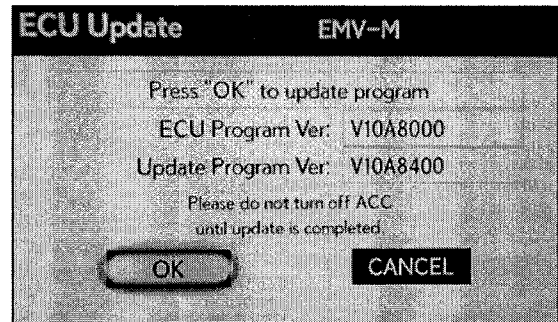 ECU Update EMV-M
Press "OK" to update program
ECU Program Ver: V10A8000
Update Program Ver: V10A8400
Please do not turn off ACC
until update is completed.
OK CANCEL